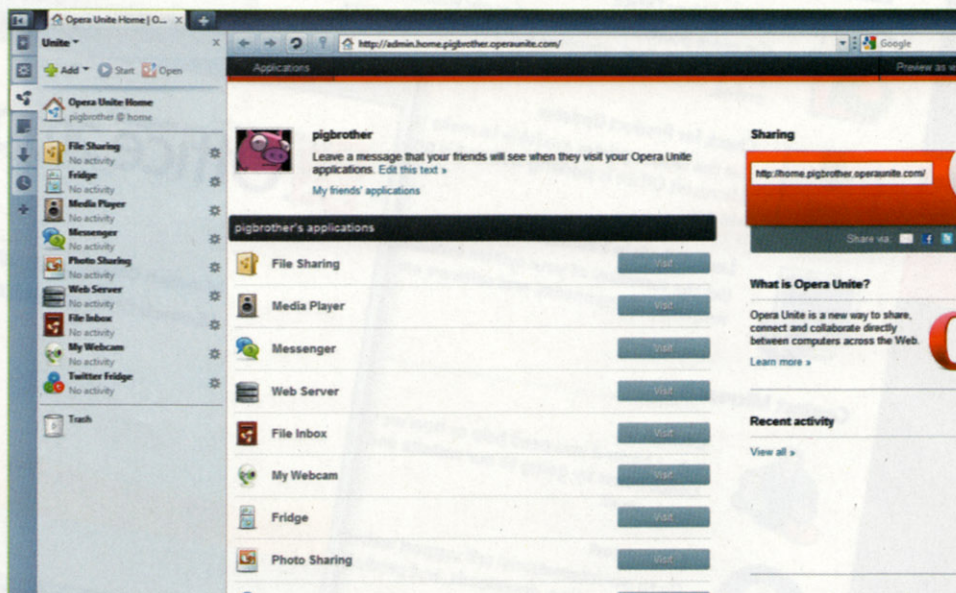 Opera Unite Home | O...
Unite
http://admin.home.pigbrother.operaunite.com/
Google
Add
Start
Open
Applications
Preview as
Opera Unite Home
pigbrother @ home
File Sharing
No activity
Fridge
No activity
Media Player
No activity
Messenger
No activity
Photo Sharing
No activity
Web Server
No activity
File Inbox
No activity
My Webcam
No activity
Twitter Fridge
No activity
Trash
pigbrother
Leave a message that your friends will see when they visit your Opera Unite
applications. Edit this text »
My friends' applications
pigbrother's applications
File Sharing
Visit
Media Player
Visit
Messenger
Visit
Web Server
Visit
File Inbox
Visit
My Webcam
Visit
Fridge
Visit
Photo Sharing
Visit
Sharing
http://home.pigbrother.operaunite.com/
Share via:
What is Opera Unite?
Opera Unite is a new way to share,
connect and collaborate directly
between computers across the Web.
Learn more »
Recent activity
View all »